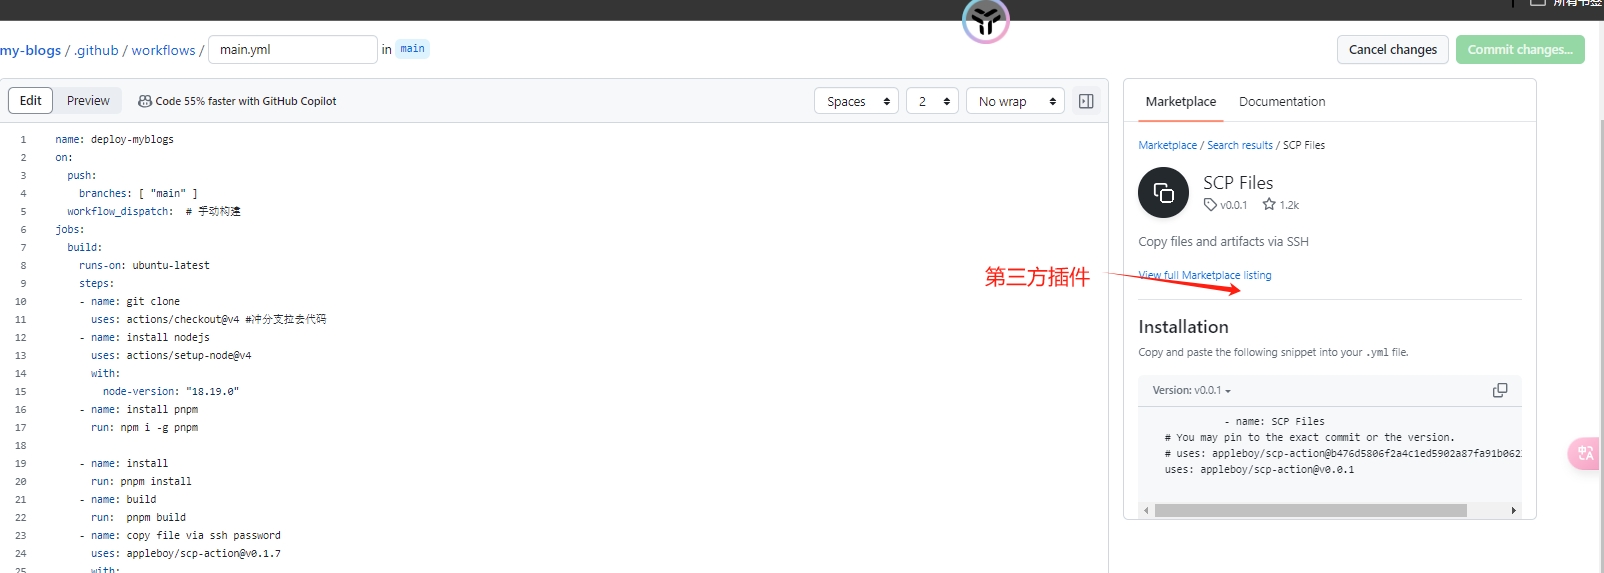 所有书签
my-blogs / .github / workflows / main.yml in main
Cancel changes
Commit changes...
Edit
Preview
Code 55% faster with GitHub Copilot
Spaces
2
No wrap
1 name: deploy-myblogs
2 on:
3 push:
4 branches: [ "main" ]
5 workflow_dispatch: # 手动构建
6 jobs:
7 build:
8 runs-on: ubuntu-latest
9 steps:
10 - name: git clone
11 uses: actions/checkout@v4 #冲分支拉去代码
12 - name: install nodejs
13 uses: actions/setup-node@v4
14 with:
15 node-version: "18.19.0"
16 - name: install pnpm
17 run: npm i -g pnpm
18
19 - name: install
20 run: pnpm install
21 - name: build
22 run: pnpm build
23 - name: copy file via ssh password
24 uses: appleboy/scp-action@v0.1.7
25 with:
第三方插件
Marketplace
Documentation
Marketplace / Search results / SCP Files
SCP Files
v0.0.1 1.2k
Copy files and artifacts via SSH
View full Marketplace listing
Installation
Copy and paste the following snippet into your .yml file.
Version: v0.0.1
- name: SCP Files
# You may pin to the exact commit or the version.
# uses: appleboy/scp-action@b476d5806f2a4c1ed5902a87fa91b062
uses: appleboy/scp-action@v0.0.1